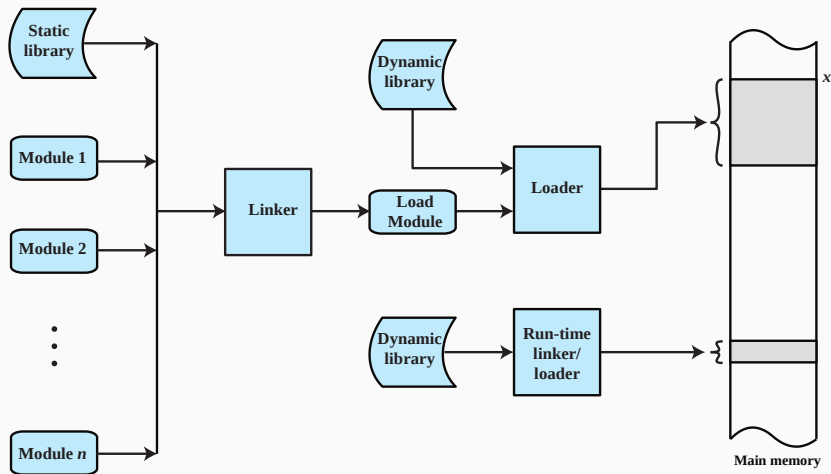 Static
library
Module 1
Module 2
Module n
Linker
Dynamic
library
Load
Module
Loader
Dynamic
library
Run-time
linker/
loader
x
Main memory